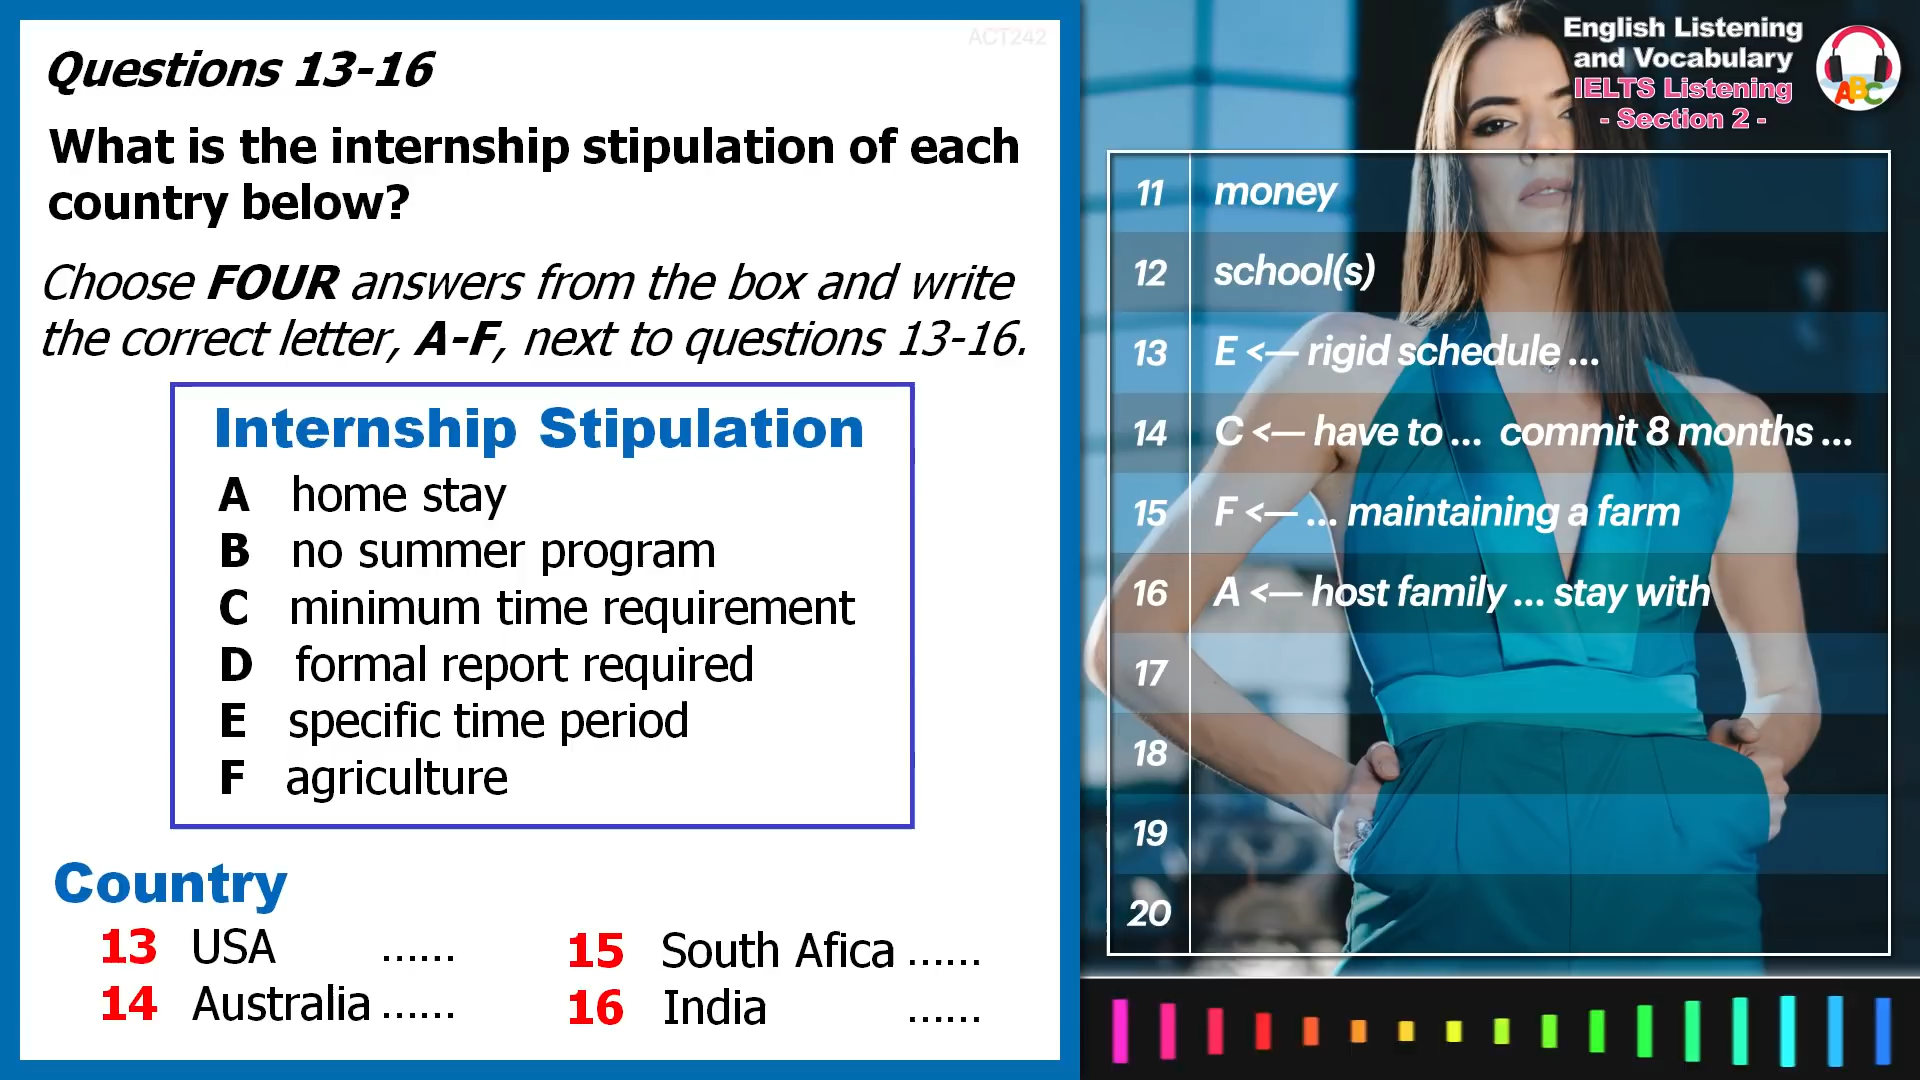 ACT242
Questions 13-16
What is the internship stipulation of each
country below?
Choose FOUR answers from the box and write
the correct letter, A-F, next to questions 13-16.
Internship Stipulation
A home stay
B no summer program
C minimum time requirement
D formal report required
E specific time period
F agriculture
Country
13 USA ......
14 Australia ......
15 South Afica ......
16 India ......
English Listening
and Vocabulary
IELTS Listening
- Section 2 -
ABC
11 money
12 school(s)
13 E <— rigid schedule ...
14 C <— have to ... commit 8 months ...
15 F <— ... maintaining a farm
16 A <— host family ... stay with
17
18
19
20